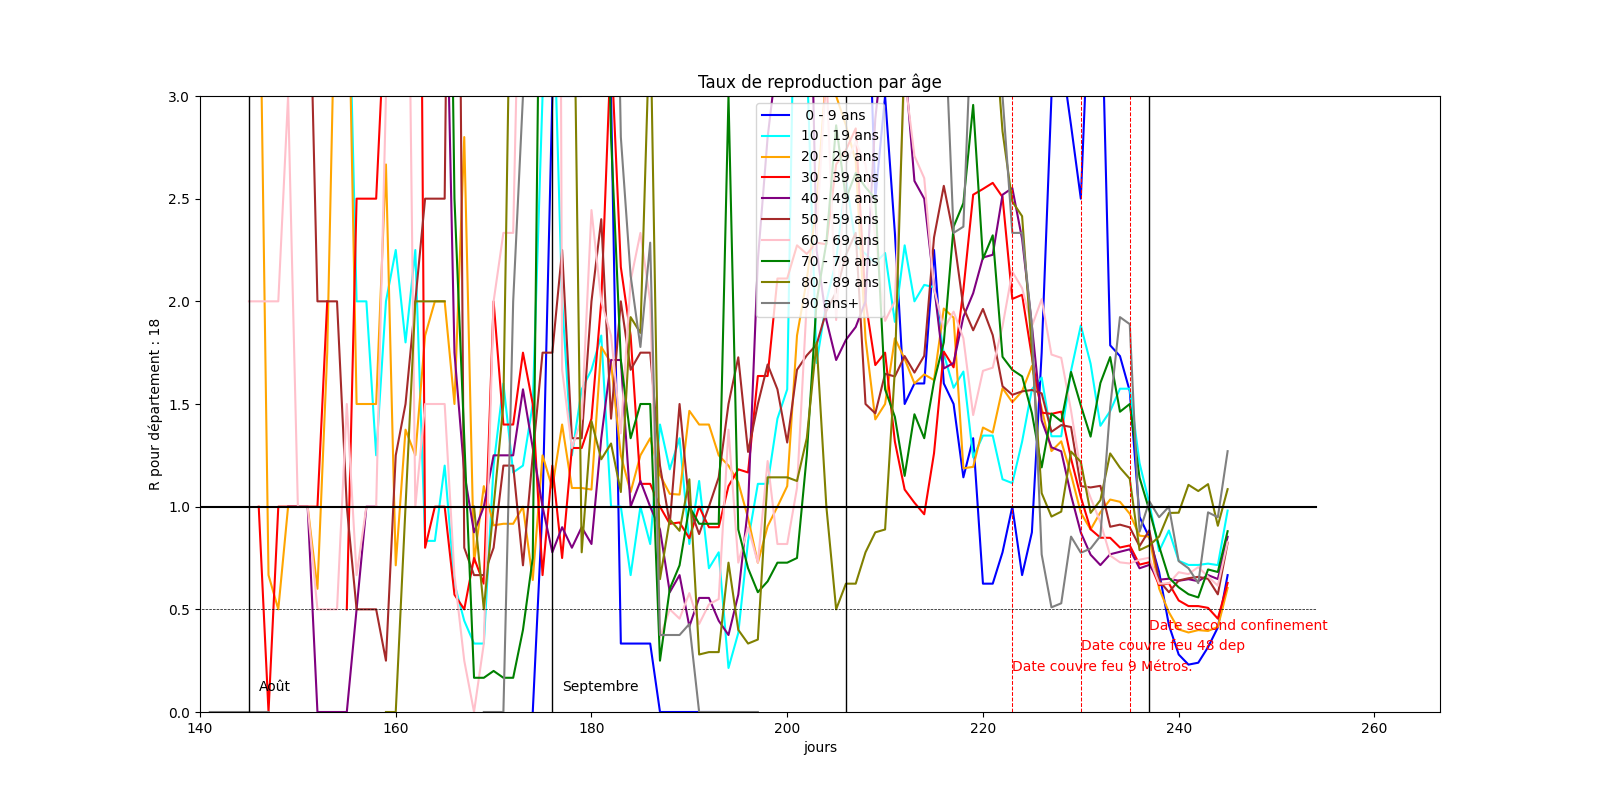 Taux de reproduction par âge
R pour département : 18
3.0
2.5
2.0
1.5
1.0
0.5
0.0
0 - 9 ans
10 - 19 ans
20 - 29 ans
30 - 39 ans
40 - 49 ans
50 - 59 ans
60 - 69 ans
70 - 79 ans
80 - 89 ans
90 ans+
Date second confinement
Date couvre feu 48 dep
Date couvre feu 9 Métros.
Août
Septembre
140
160
180
200
220
240
260
jours